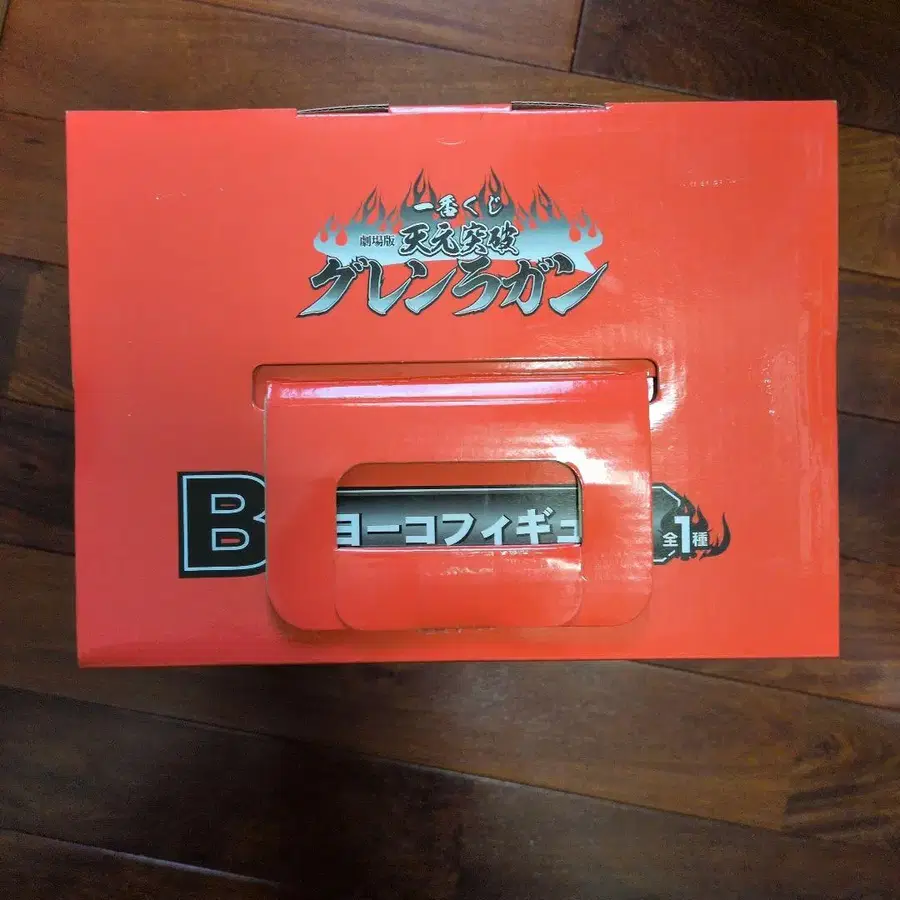 一番くじ
劇場版 天元突破
グレンラガン
B
ヨーコフィギュ
全1種